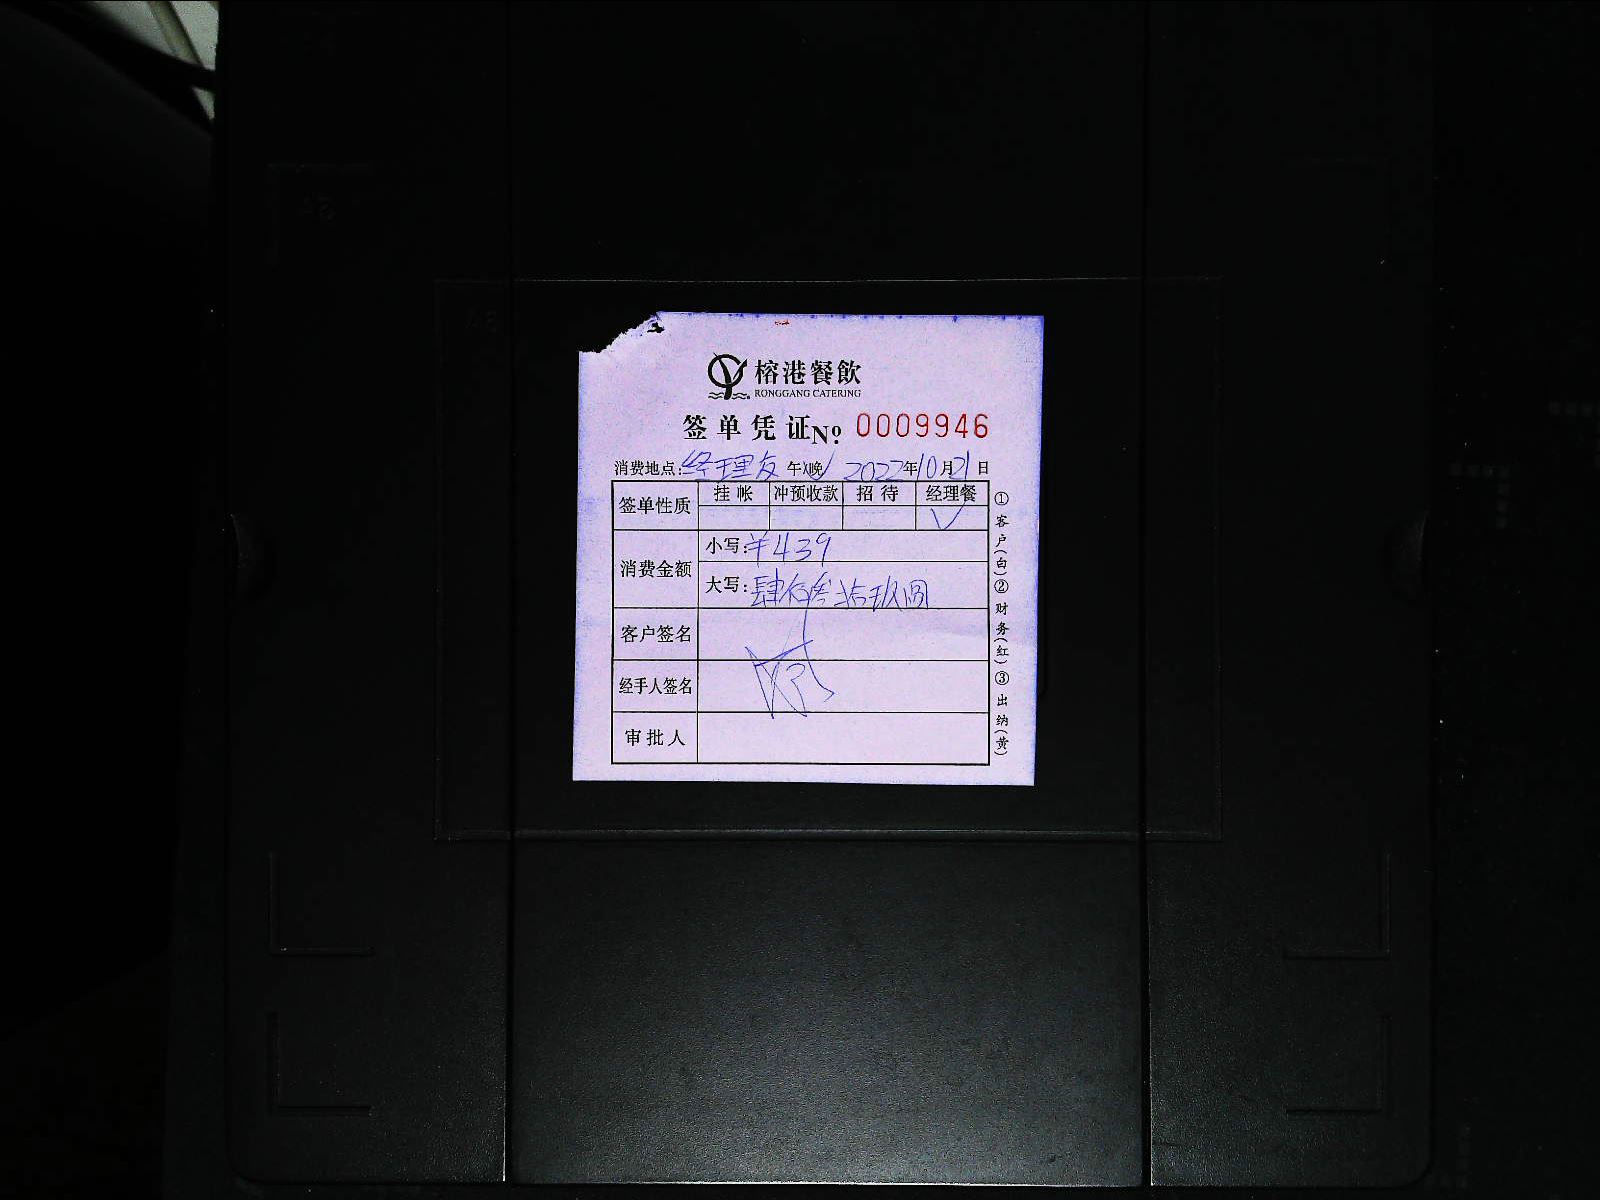 榕港餐飲
RONGGANG CATERING
签单凭证 Nº 0009946
消费地点: 经理友 午/晚 2022年10月21日
签单性质 挂帐 冲预收款 招待 经理餐
√
消费金额 小写: ¥439
大写: 肆佰叁拾玖圆
客户签名
经手人签名
审批人
①客户(白)②财务(红)③出纳(黄)